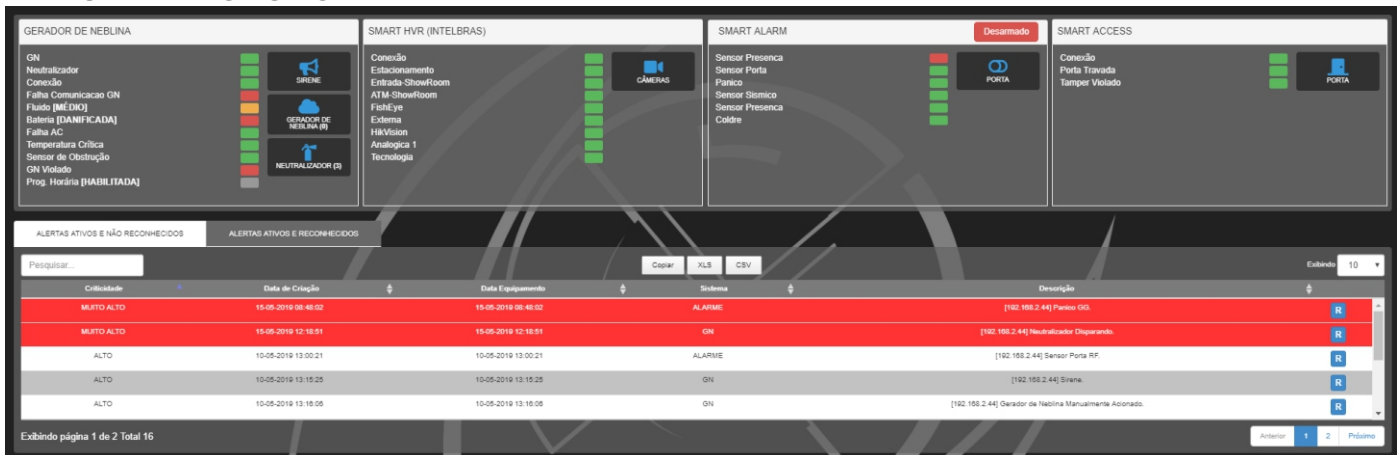 GERADOR DE NEBLINA
GN
Neutralizador
Conexão
Falha Comunicacao GN
Fluido [MÉDIO]
Bateria [DANIFICADA]
Falha AC
Temperatura Crítica
Sensor de Obstrução
GN Violado
Prog. Horária [HABILITADA]
SIRENE
GERADOR DE
NEBLINA (8)
NEUTRALIZADOR (3)
SMART HVR (INTELBRAS)
Conexão
Estacionamento
Entrada-ShowRoom
ATM-ShowRoom
FishEye
Externa
HikVision
Analogica 1
Tecnologia
CÂMERAS
SMART ALARM
Desarmado
Sensor Presenca
Sensor Porta
Panico
Sensor Sismico
Sensor Presenca
Coldre
PORTA
SMART ACCESS
Conexão
Porta Travada
Tamper Violado
PORTA
ALERTAS ATIVOS E NÃO RECONHECIDOS ALERTAS ATIVOS E RECONHECIDOS
Pesquisar... Copiar XLS CSV Exibindo 10
Criticidade Data de Criação Data Equipamento Sistema Descrição
MUITO ALTO 15-05-2019 08:48:02 15-05-2019 08:48:02 ALARME [192.168.2.44] Panico GG. R
MUITO ALTO 15-05-2019 12:18:51 15-05-2019 12:18:51 GN [192.168.2.44] Neutralizador Disparando. R
ALTO 10-05-2019 13:00:21 10-05-2019 13:00:21 ALARME [192.168.2.44] Sensor Porta RF. R
ALTO 10-05-2019 13:15:25 10-05-2019 13:15:25 GN [192.168.2.44] Sirene. R
ALTO 10-05-2019 13:16:06 10-05-2019 13:16:06 GN [192.168.2.44] Gerador de Neblina Manualmente Acionado. R
Exibindo página 1 de 2 Total 16 Anterior 1 2 Próximo